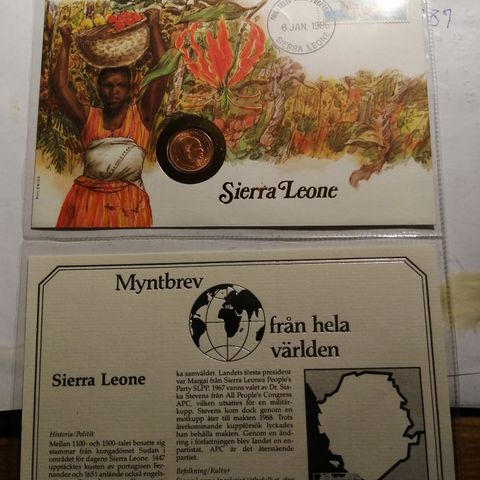 6 JAN 1986
SIERRA LEONE
Sierra Leone
Myntbrev
från hela
världen
Sierra Leone
Historia/Politik
Mellan 1100- och 1500-talet bosatte sig
stammar från kungadömet Sudan i
området för dagens Sierra Leone. 1447
upptäcktes kusten av portugisen Fer-
nandez och 1651 anlände också engels-
ka samväldet. Landets första president
var Margai från Sierra Leones People's
Party SLPP. 1967 vanns valet av Dr. Sia-
ka Stevens från All People's Congress
APC, vilken utsattes för en militär-
kupp. Stevens kom dock genom en
motkupp åter till makten 1968. Trots
återkommande kuppförsök lyckades
han behålla makten. Genom en änd-
ring i författningen blev landet en en-
partistat, APC är det återstående
partiet.
Befolkning/Kultur